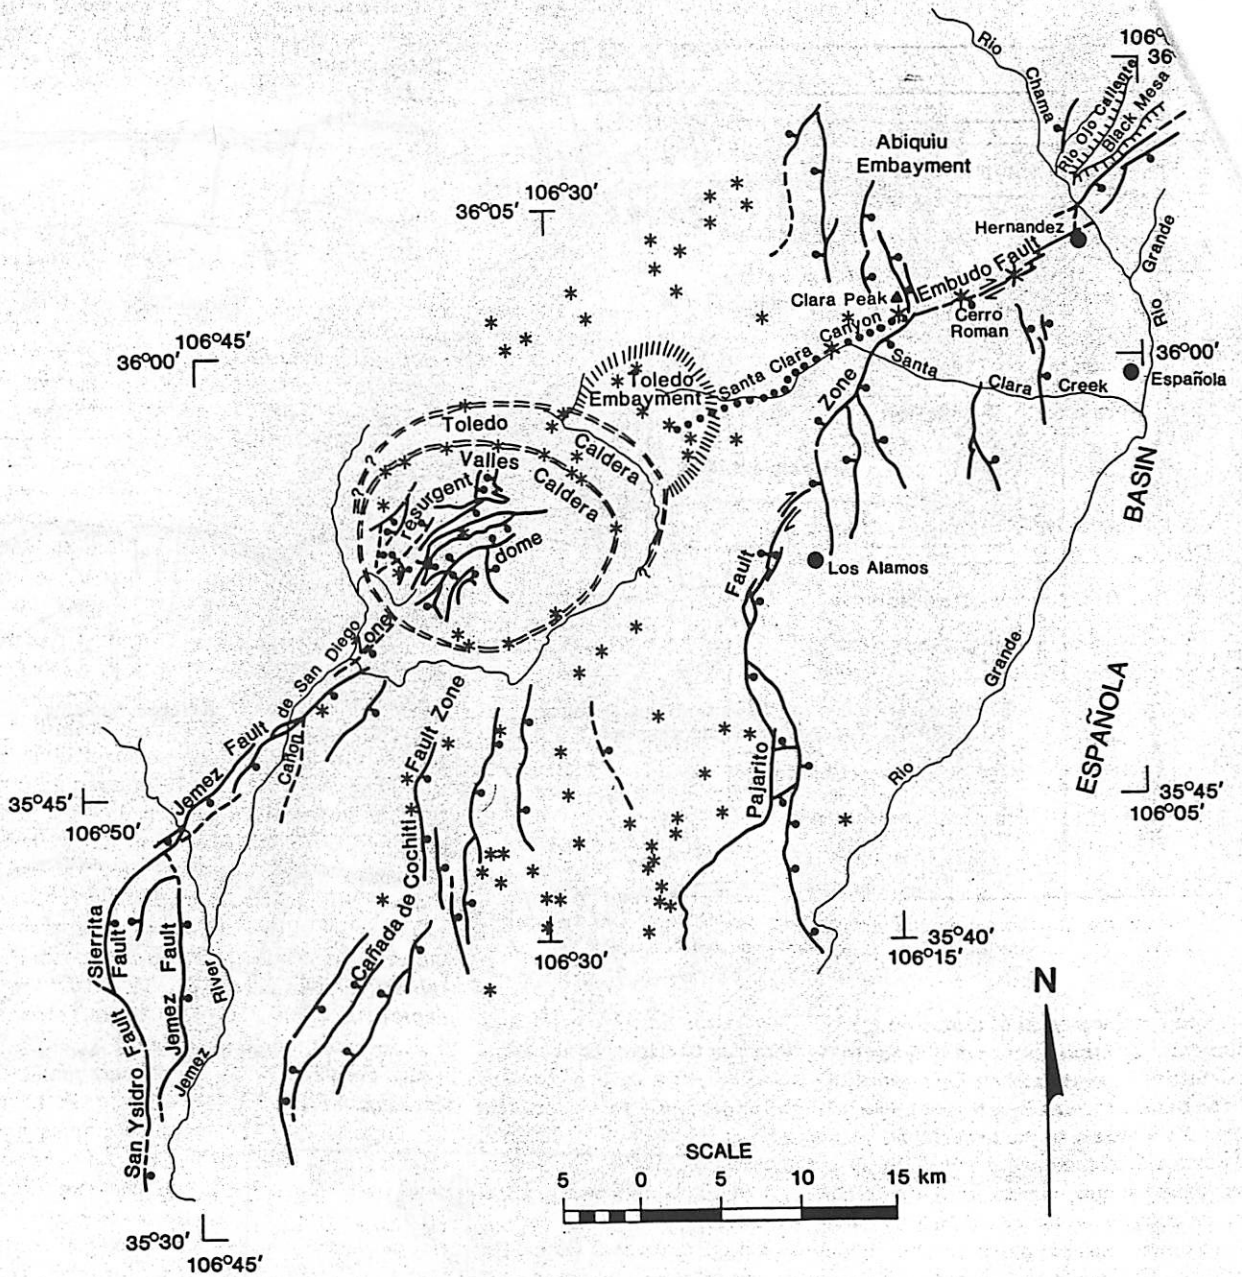 Rio
Chama
106°
36
Rio Ojo Caliente
Black Mesa
Abiquiu
Embayment
106°30′
36°05′
Hernandez
Grande
Embudo Fault
Clara Peak
Cerro
Roman
Rio
106°45′
36°00′
36°00′
Española
Santa Clara Canyon
Santa
Clara
Creek
Toledo
Embayment
Zone
Toledo
Caldera
?
?
Valles
Caldera
resurgent
dome
BASIN
Los Alamos
Fault
Cañon de San Diego
Zone
Fault
Jemez
Fault Zone
Grande
ESPAÑOLA
Pajarito
Rio
35°45′
106°50′
35°45′
106°05′
Cañada de Cochiti
Sierrita
Fault
Fault
Jemez
River
Jemez
San Ysidro Fault
106°30′
35°40′
106°15′
N
SCALE
5 0 5 10 15 km
35°30′
106°45′